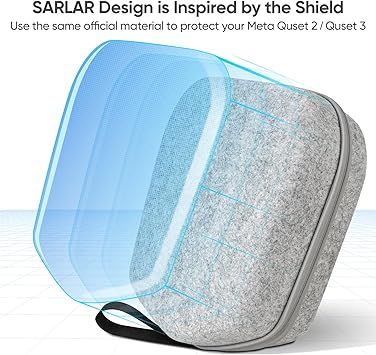 SARLAR Design is Inspired by the Shield
Use the same official material to protect your Meta Quset 2 / Quset 3